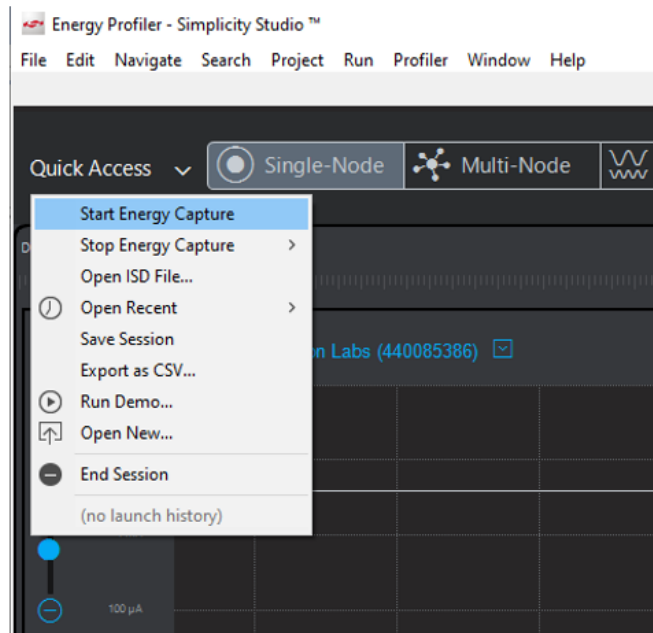 Energy Profiler - Simplicity Studio ™
File Edit Navigate Search Project Run Profiler Window Help
Quick Access Single-Node Multi-Node
Start Energy Capture
Stop Energy Capture
Open ISD File...
Open Recent
Save Session
on Labs (440085386)
Export as CSV...
Run Demo...
Open New...
End Session
(no launch history)
100 µA